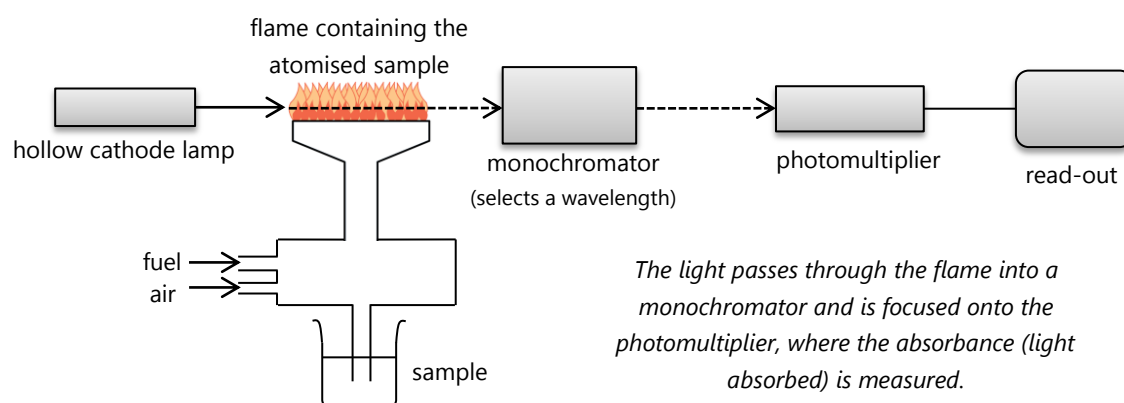 flame containing the
atomised sample
hollow cathode lamp
monochromator
(selects a wavelength)
photomultiplier
read-out
fuel
air
sample
The light passes through the flame into a
monochromator and is focused onto the
photomultiplier, where the absorbance (light
absorbed) is measured.